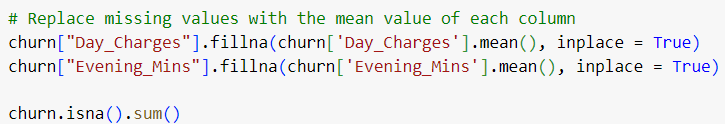 # Replace missing values with the mean value of each column
churn["Day_Charges"].fillna(churn['Day_Charges'].mean(), inplace = True)
churn["Evening_Mins"].fillna(churn['Evening_Mins'].mean(), inplace = True)
churn.isna().sum()